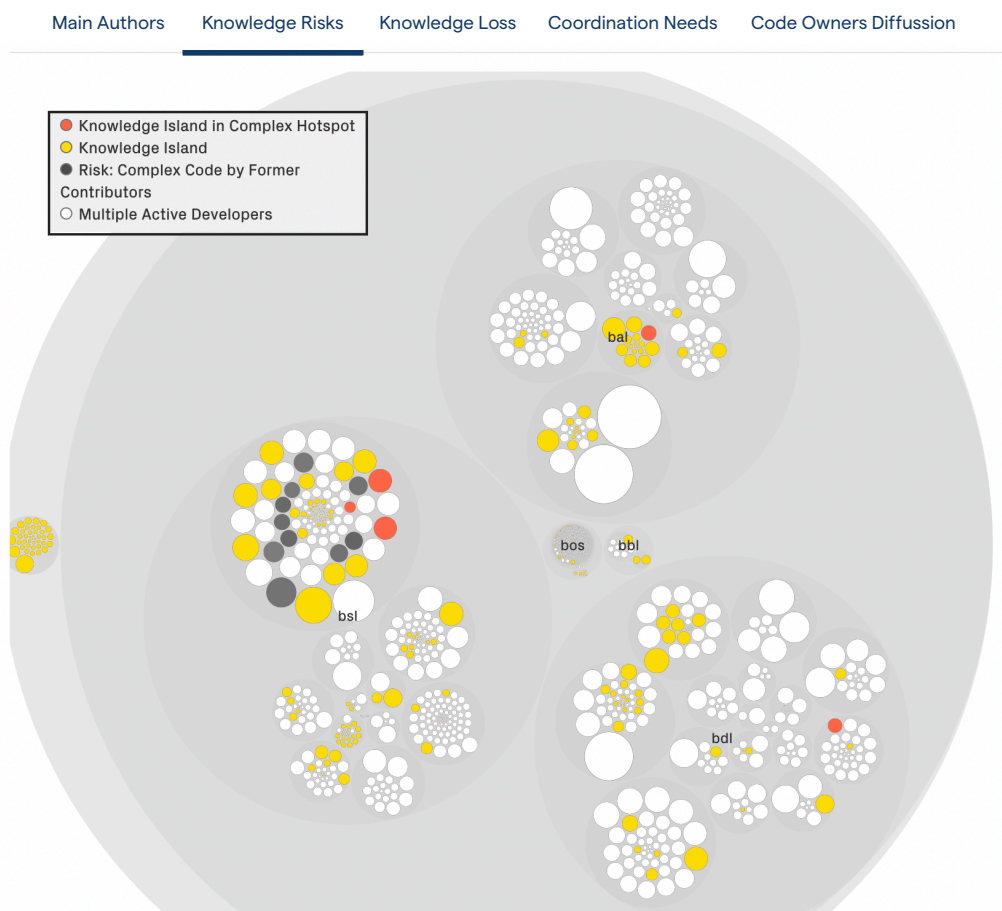 Main Authors
Knowledge Risks
Knowledge Loss
Coordination Needs
Code Owners Diffussion
Knowledge Island in Complex Hotspot
Knowledge Island
Risk: Complex Code by Former
Contributors
Multiple Active Developers
bal
bos
bbl
bsl
bdl